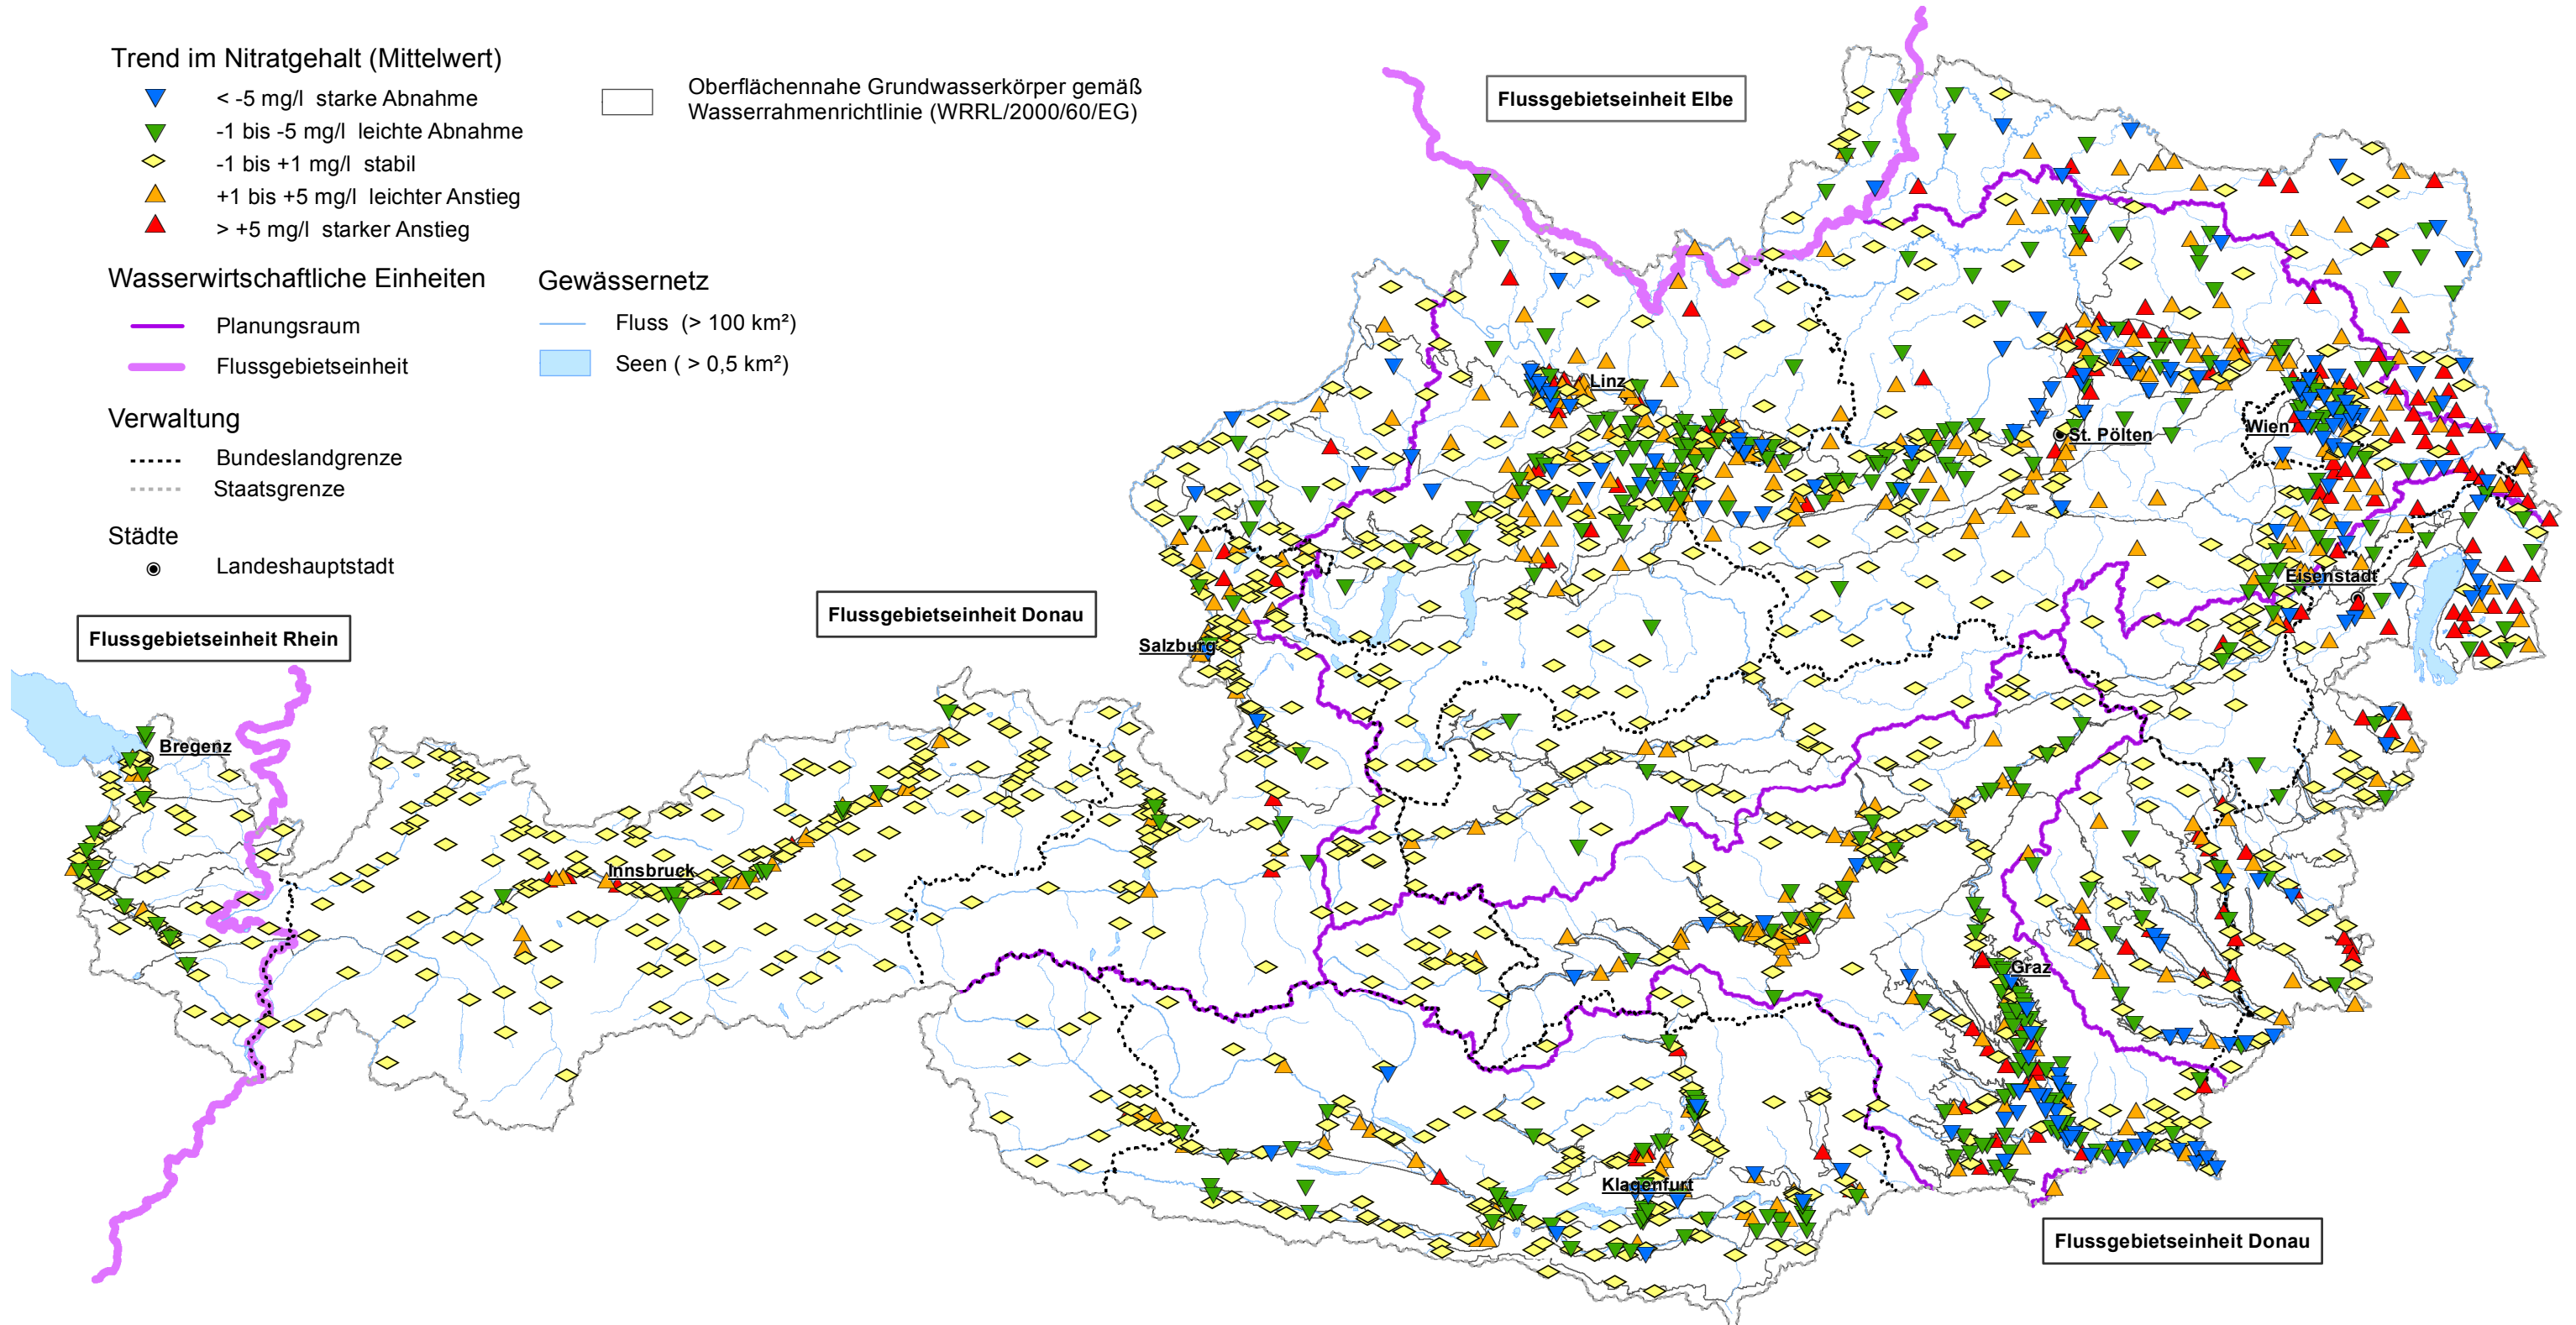 Trend im Nitratgehalt (Mittelwert)
< -5 mg/l starke Abnahme
-1 bis -5 mg/l leichte Abnahme
-1 bis +1 mg/l stabil
+1 bis +5 mg/l leichter Anstieg
> +5 mg/l starker Anstieg
Oberflächennahe Grundwasserkörper gemäß
Wasserrahmenrichtlinie (WRRL/2000/60/EG)
Wasserwirtschaftliche Einheiten
Planungsraum
Flussgebietseinheit
Gewässernetz
Fluss (> 100 km²)
Seen ( > 0,5 km²)
Verwaltung
Bundeslandgrenze
Staatsgrenze
Städte
Landeshauptstadt
Flussgebietseinheit Elbe
Flussgebietseinheit Donau
Flussgebietseinheit Rhein
Linz
St. Pölten
Wien
Eisenstadt
Salzburg
Bregenz
Innsbruck
Graz
Klagenfurt
Flussgebietseinheit Donau